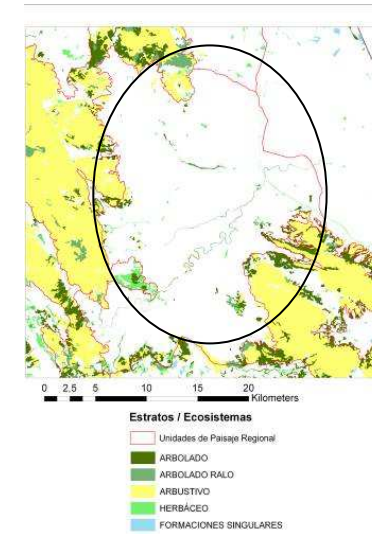 0 2.5 5 10 15 20
Kilometers
Estratos / Ecosistemas
Unidades de Paisaje Regional
ARBOLADO
ARBOLADO RALO
ARBUSTIVO
HERBÁCEO
FORMACIONES SINGULARES